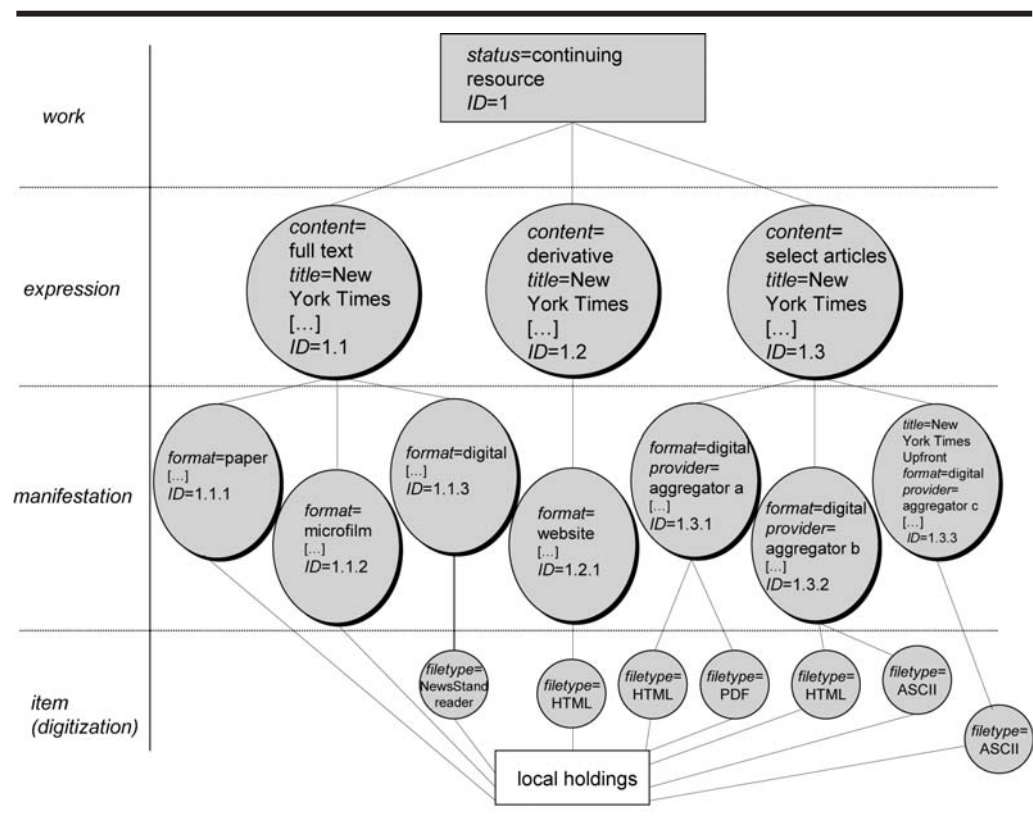 status=continuing
resource
ID=1
work
content=
full text
title=New
York Times
[...]
ID=1.1
content=
derivative
title=New
York Times
[...]
ID=1.2
content=
select articles
title=New
York Times
[...]
ID=1.3
expression
format=paper
[...]
ID=1.1.1
format=
microfilm
[...]
ID=1.1.2
format=digital
[...]
ID=1.1.3
format=
website
[...]
ID=1.2.1
format=digital
provider=
aggregator a
[...]
ID=1.3.1
format=digital
provider=
aggregator b
[...]
ID=1.3.2
title=New
York Times
Upfront
format=digital
provider=
aggregator c
[...]
ID=1.3.3
manifestation
filetype=
NewsStand
reader
filetype=
HTML
filetype=
HTML
filetype=
PDF
filetype=
HTML
filetype=
ASCII
filetype=
ASCII
item
(digitization)
local holdings